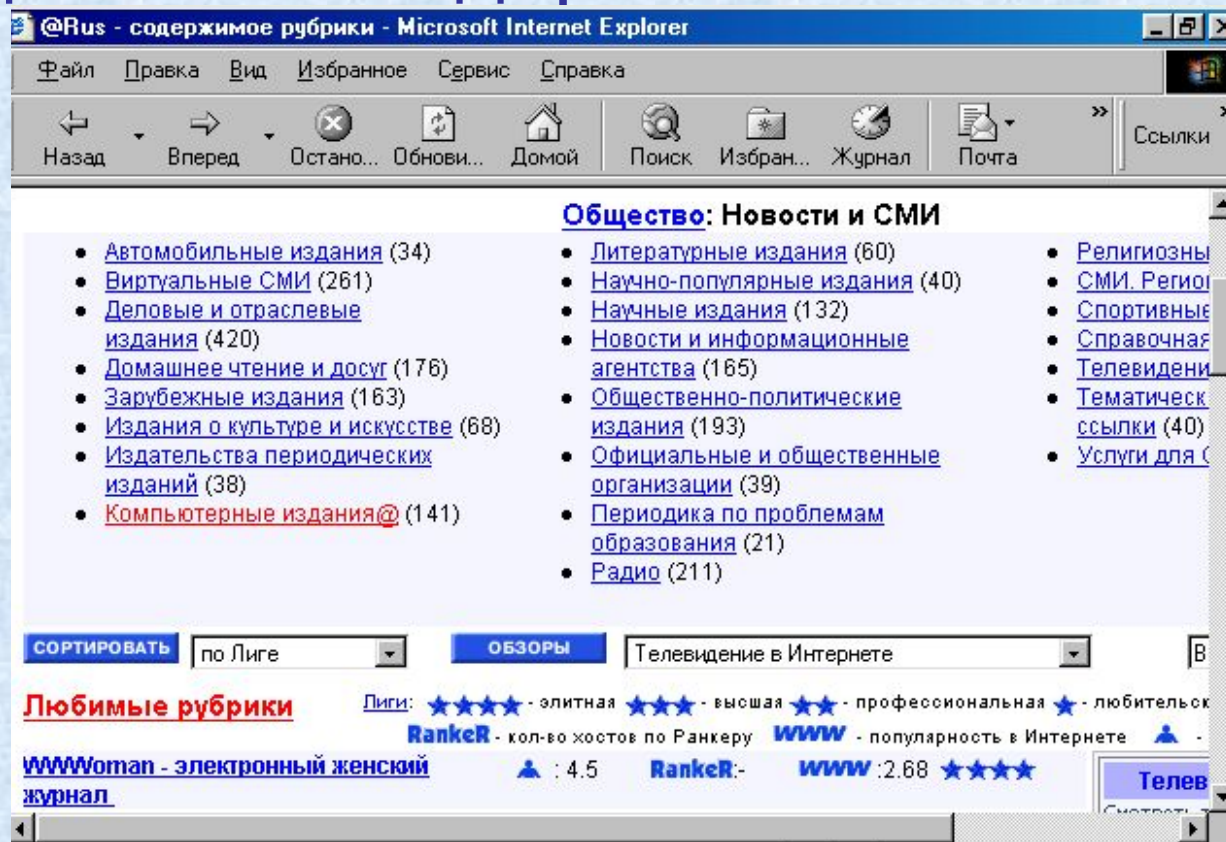 @Rus - содержимое рубрики - Microsoft Internet Explorer
Файл Правка Вид Избранное Сервис Справка
Назад Вперед Остано... Обнови... Домой Поиск Избран... Журнал Почта » Ссылки
Общество: Новости и СМИ
Автомобильные издания (34)
Виртуальные СМИ (261)
Деловые и отраслевые
издания (420)
Домашнее чтение и досуг (176)
Зарубежные издания (163)
Издания о культуре и искусстве (68)
Издательства периодических
изданий (38)
Компьютерные издания@ (141)
Литературные издания (60)
Научно-популярные издания (40)
Научные издания (132)
Новости и информационные
агентства (165)
Общественно-политические
издания (193)
Официальные и общественные
организации (39)
Периодика по проблемам
образования (21)
Радио (211)
Религиозны
СМИ. Регио
Спортивные
Справочная
Телевидени
Тематическ
ссылки (40)
Услуги для
СОРТИРОВАТЬ по Лиге ОБЗОРЫ Телевидение в Интернете В
Любимые рубрики Лиги: ★★★★ - элитная ★★★ - высшая ★★ - профессиональная ★ - любительск
RankeR - кол-во хостов по Ранкеру WWW - популярность в Интернете -
WWWoman - электронный женский : 4.5 RankeR:- WWW :2.68 ★★★★
журнал
Телев